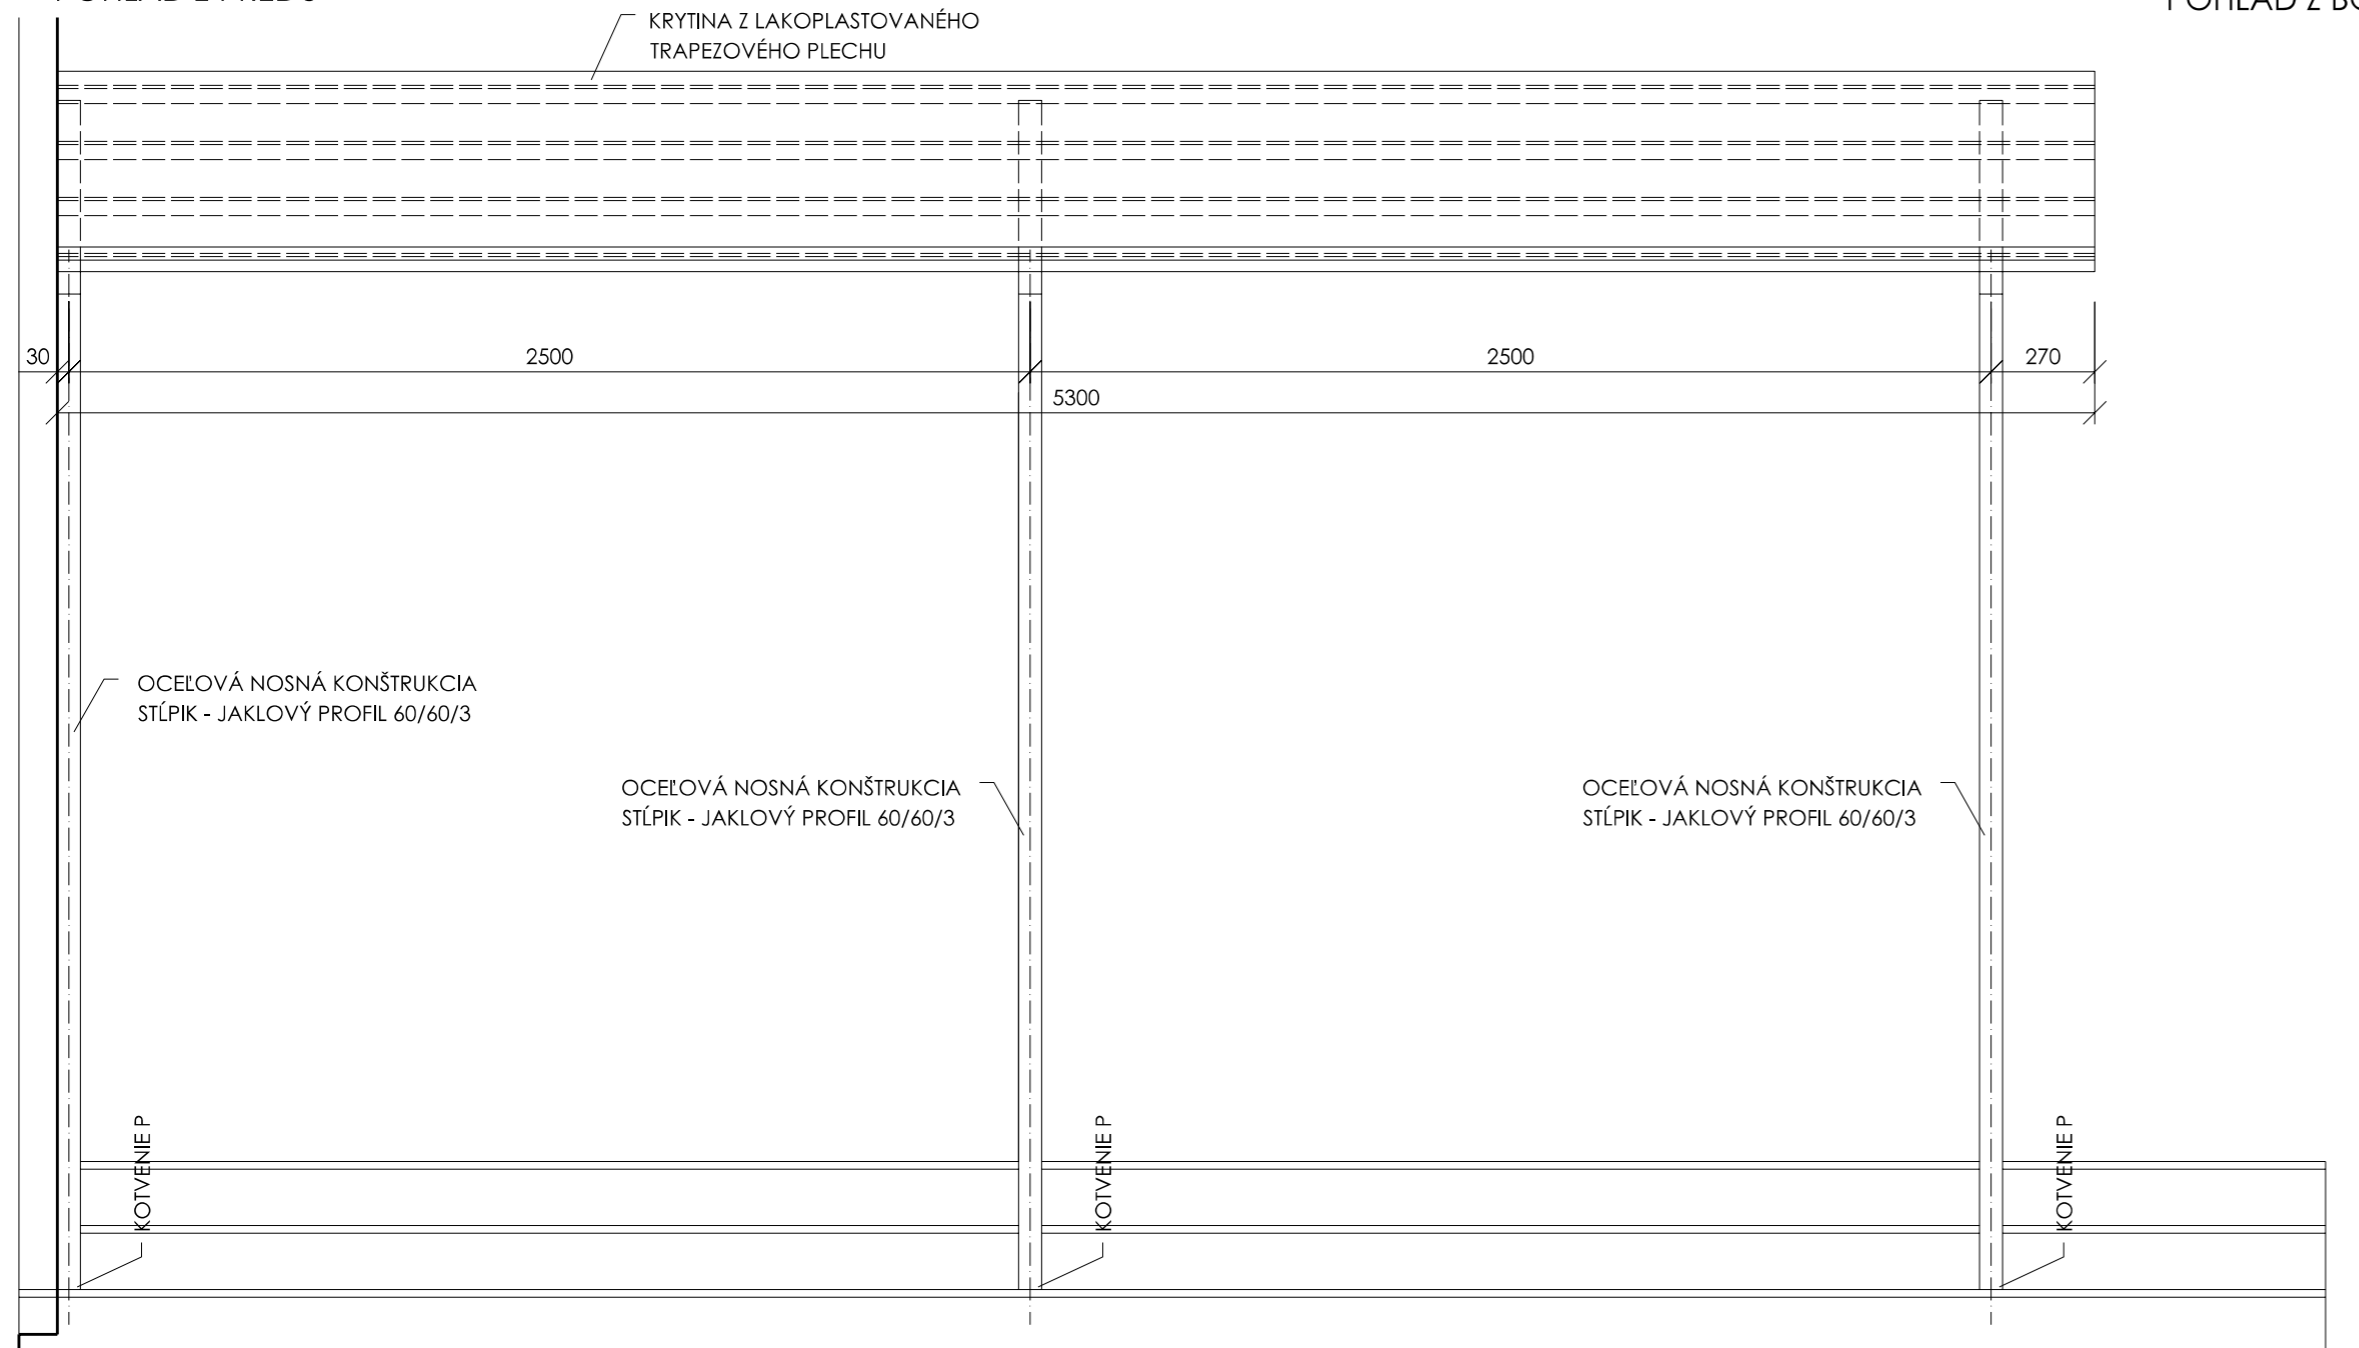 KRYTINA Z LAKOPLASTOVANÉHO
TRAPEZOVÉHO PLECHU
30
2500
2500
270
5300
OCEĽOVÁ NOSNÁ KONŠTRUKCIA
STĹPIK - JAKLOVÝ PROFIL 60/60/3
OCEĽOVÁ NOSNÁ KONŠTRUKCIA
STĹPIK - JAKLOVÝ PROFIL 60/60/3
OCEĽOVÁ NOSNÁ KONŠTRUKCIA
STĹPIK - JAKLOVÝ PROFIL 60/60/3
KOTVENIE P
KOTVENIE P
KOTVENIE P